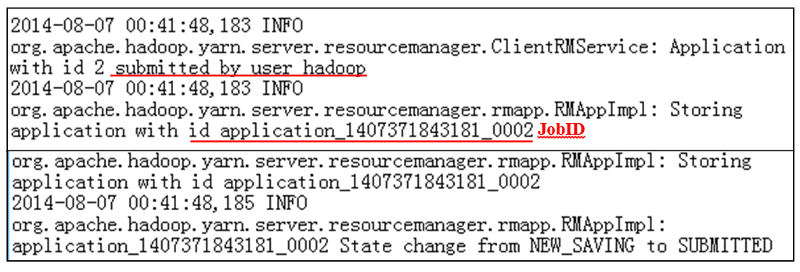 2014-08-07 00:41:48,183 INFO
org.apache.hadoop.yarn.server.resourcemanager.ClientRMService: Application
with id 2 submitted by user hadoop
2014-08-07 00:41:48,183 INFO
org.apache.hadoop.yarn.server.resourcemanager.rmapp.RMAppImpl: Storing
application with id application_1407371843181_0002 JobID
org.apache.hadoop.yarn.server.resourcemanager.rmapp.RMAppImpl: Storing
application with id application_1407371843181_0002
2014-08-07 00:41:48,185 INFO
org.apache.hadoop.yarn.server.resourcemanager.rmapp.RMAppImpl:
application_1407371843181_0002 State change from NEW_SAVING to SUBMITTED